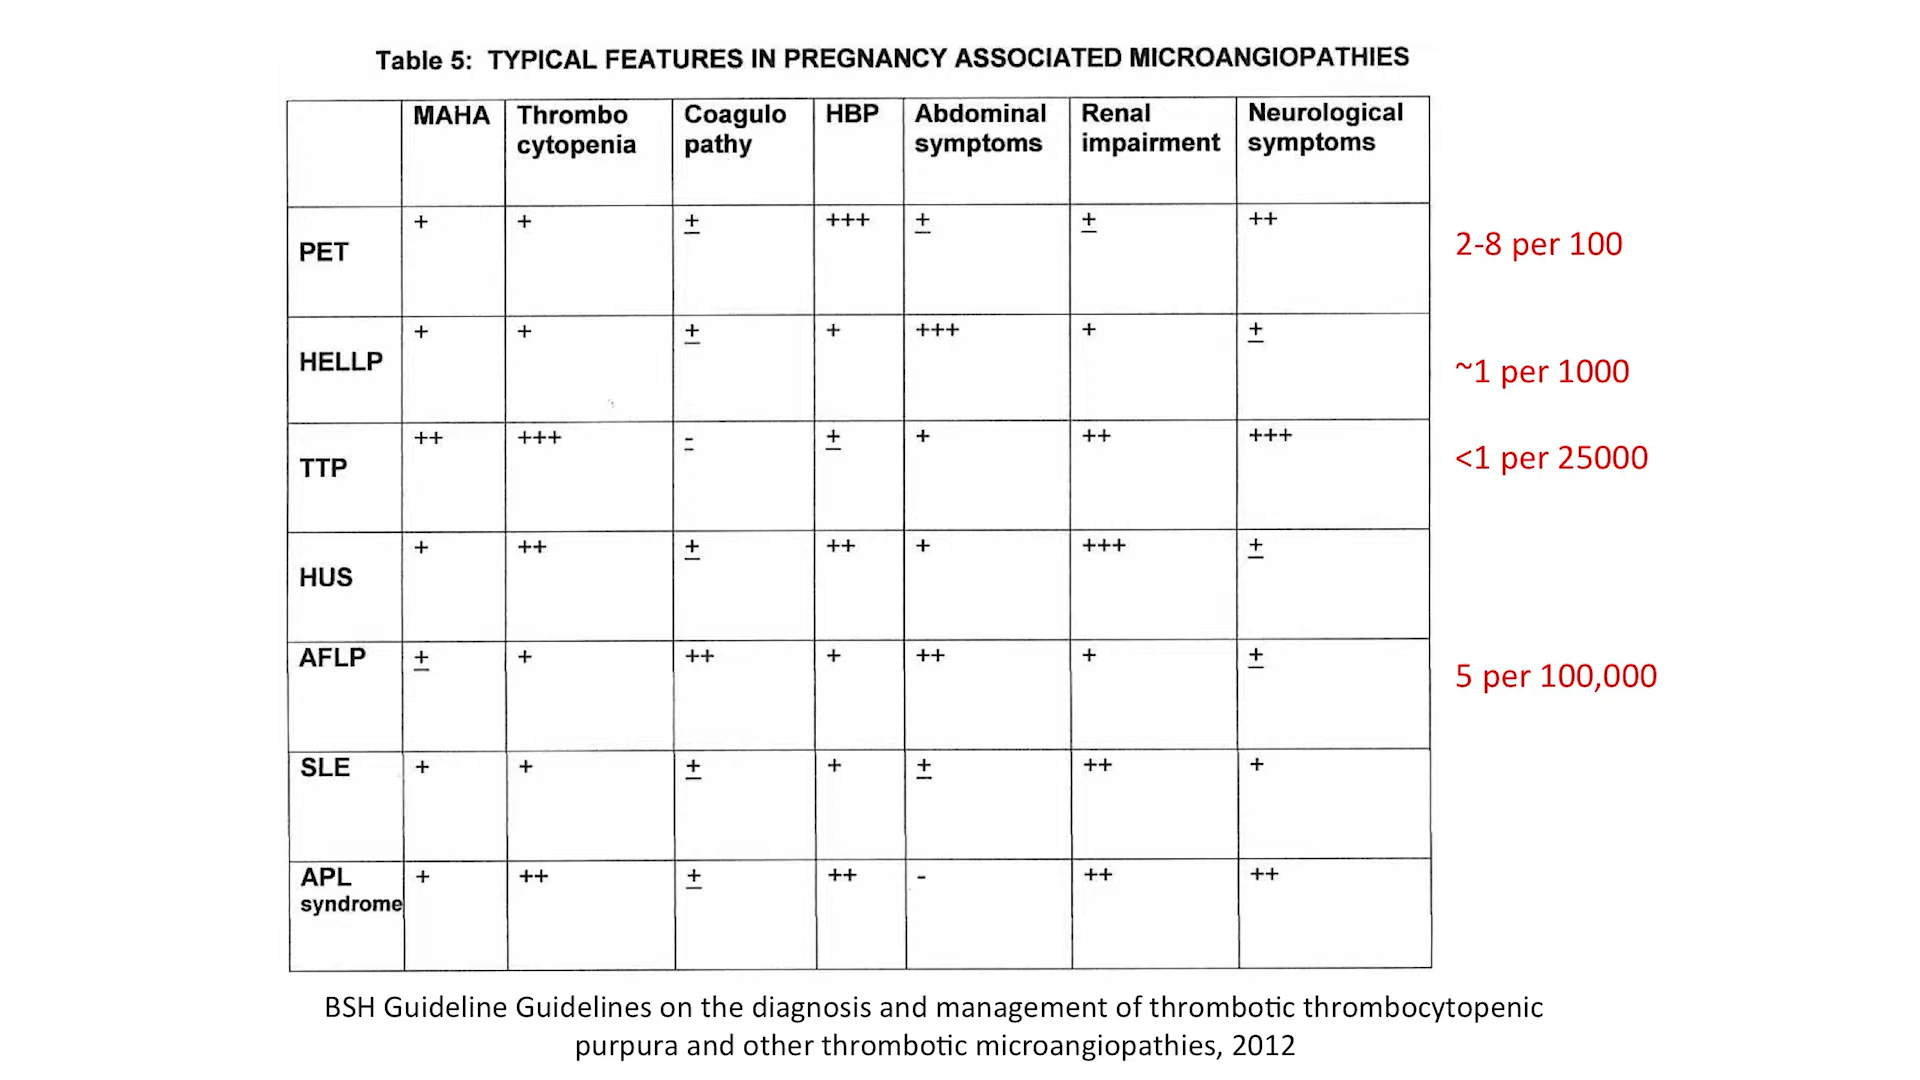 Table 5: TYPICAL FEATURES IN PREGNANCY ASSOCIATED MICROANGIOPATHIES
MAHA Thrombo cytopenia Coagulo pathy HBP Abdominal symptoms Renal impairment Neurological symptoms
PET + + ± +++ ± ± ++ 2-8 per 100
HELLP + + ± + +++ + ± ~1 per 1000
TTP ++ +++ - ± + ++ +++ <1 per 25000
HUS + ++ ± ++ + +++ ±
AFLP ± + ++ + ++ + ± 5 per 100,000
SLE + + ± + ± ++ +
APL syndrome + ++ ± ++ - ++ ++
BSH Guideline Guidelines on the diagnosis and management of thrombotic thrombocytopenic
purpura and other thrombotic microangiopathies, 2012